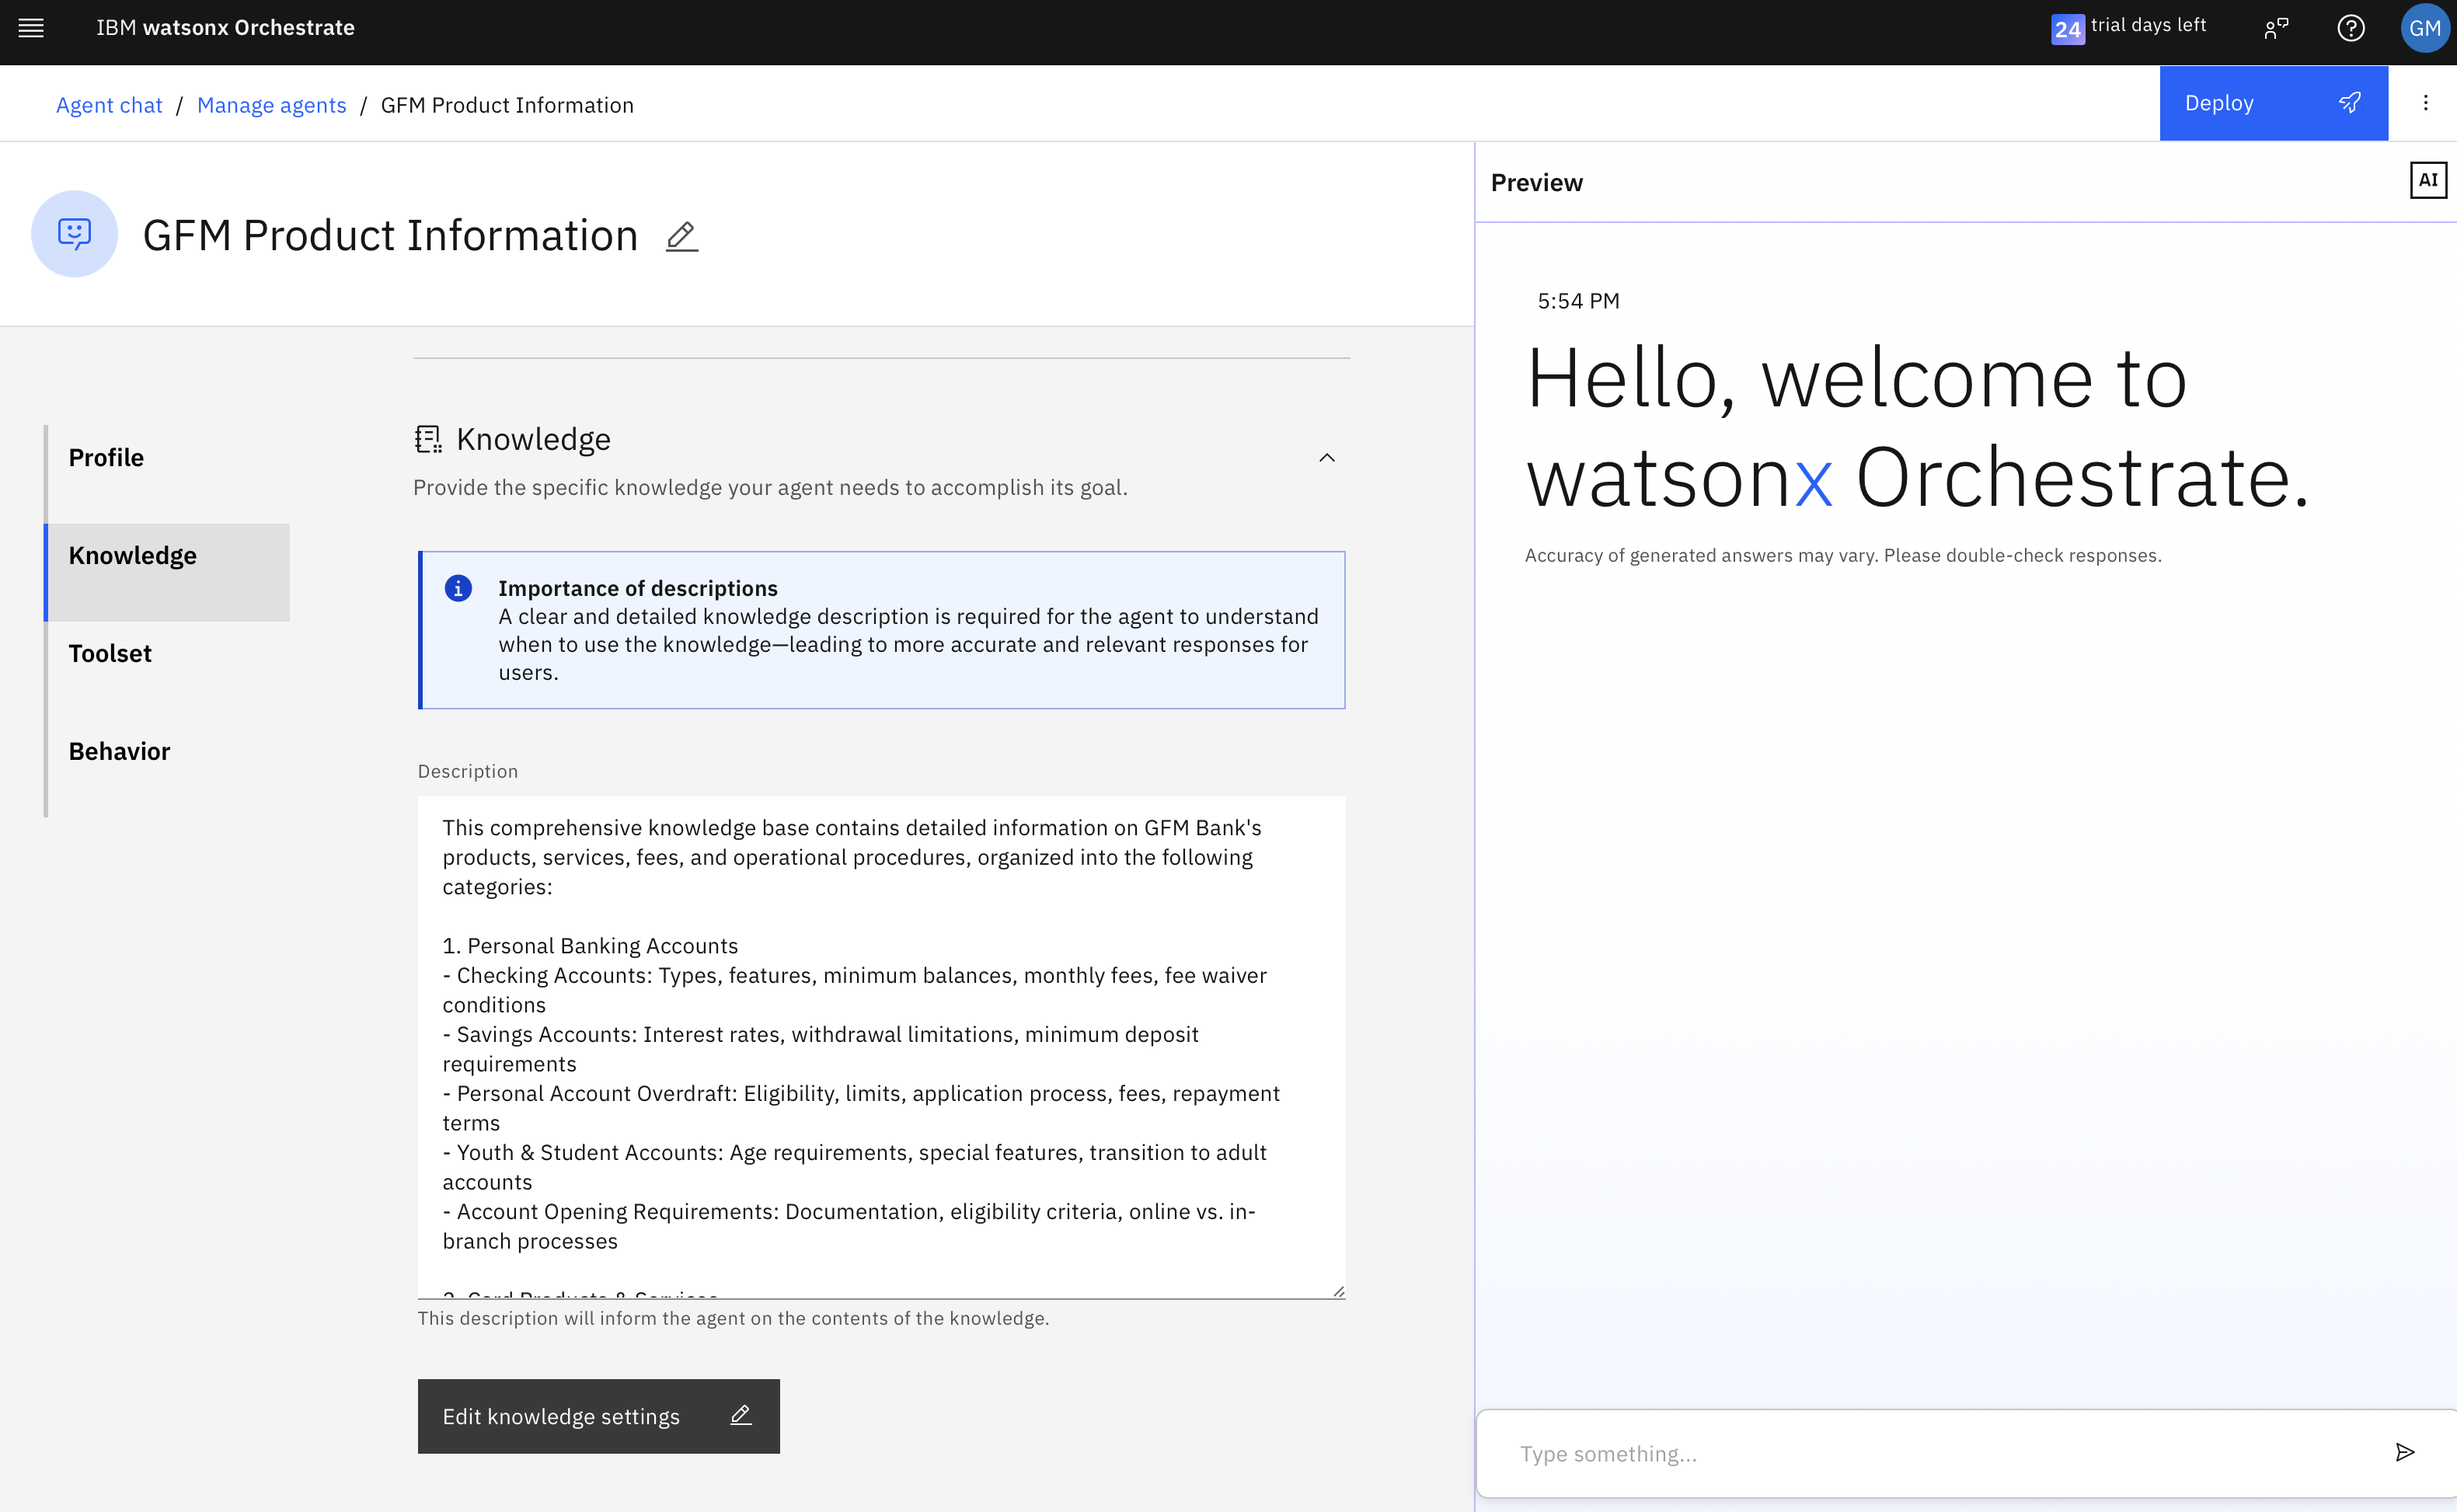 IBM watsonx Orchestrate
24 trial days left
GM
Agent chat / Manage agents / GFM Product Information
Deploy
GFM Product Information
Profile
Knowledge
Toolset
Behavior
Knowledge
Provide the specific knowledge your agent needs to accomplish its goal.
Importance of descriptions
A clear and detailed knowledge description is required for the agent to understand
when to use the knowledge—leading to more accurate and relevant responses for
users.
Description
This comprehensive knowledge base contains detailed information on GFM Bank's
products, services, fees, and operational procedures, organized into the following
categories:
1. Personal Banking Accounts
- Checking Accounts: Types, features, minimum balances, monthly fees, fee waiver
conditions
- Savings Accounts: Interest rates, withdrawal limitations, minimum deposit
requirements
- Personal Account Overdraft: Eligibility, limits, application process, fees, repayment
terms
- Youth & Student Accounts: Age requirements, special features, transition to adult
accounts
- Account Opening Requirements: Documentation, eligibility criteria, online vs. in-
branch processes
2. Card Products & Services
This description will inform the agent on the contents of the knowledge.
Edit knowledge settings
Preview
AI
5:54 PM
Hello, welcome to
watsonx Orchestrate.
Accuracy of generated answers may vary. Please double-check responses.
Type something...